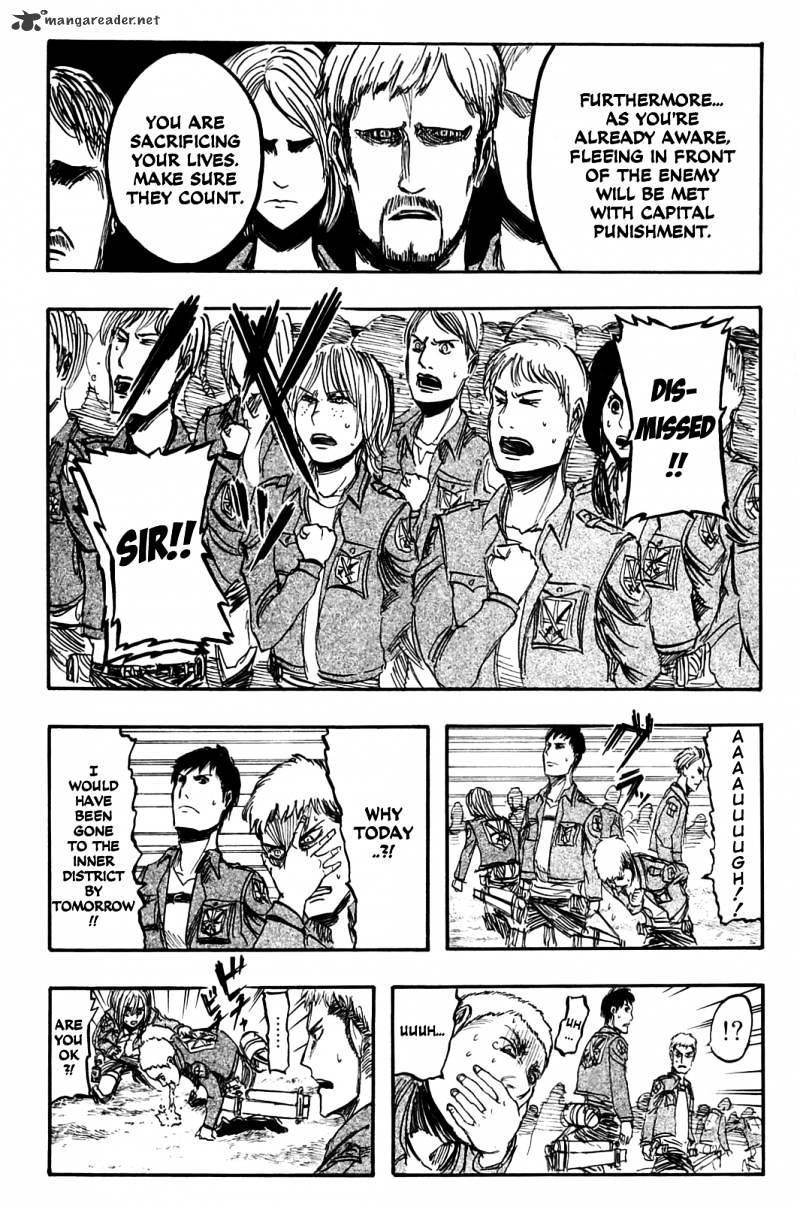 mangareader.net
FURTHERMORE...
AS YOU'RE
ALREADY AWARE,
FLEEING IN FRONT
OF THE ENEMY
WILL BE MET
WITH CAPITAL
PUNISHMENT.
YOU ARE
SACRIFICING
YOUR LIVES.
MAKE SURE
THEY COUNT.
DIS-
MISSED
!!
SIR!!
AAAAUUUUGH!!
WHY
TODAY
..?!
I
WOULD
HAVE
BEEN
GONE
TO THE
INNER
DISTRICT
BY
TOMORROW
!!
!?
UH...
UUUH...
......
ARE
YOU
OK
?!